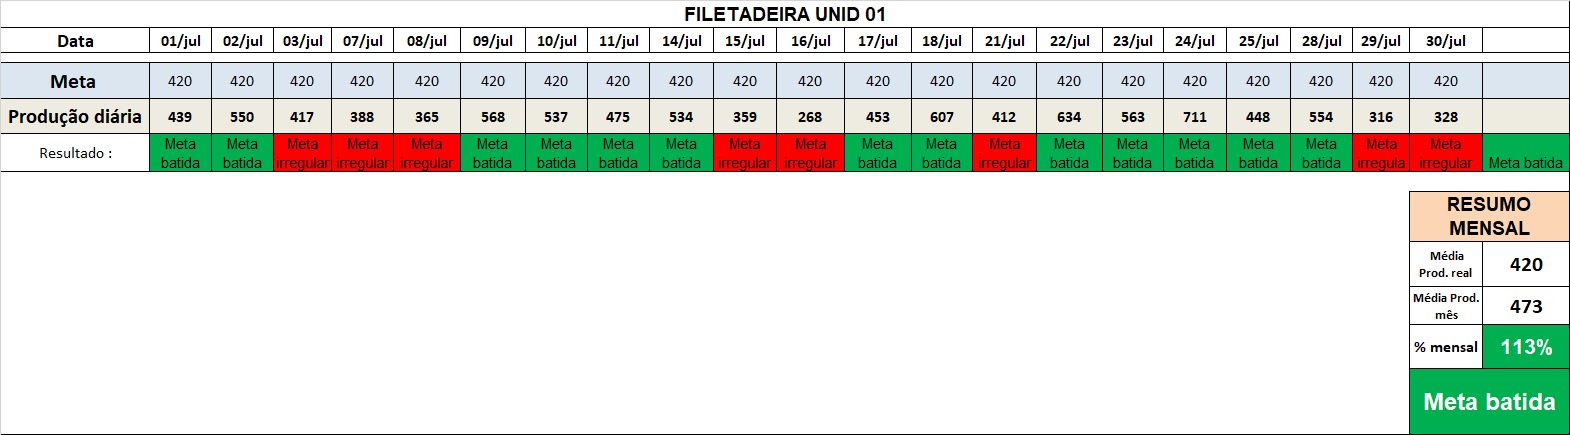 FILETADEIRA UNID 01
Data 01/jul 02/jul 03/jul 07/jul 08/jul 09/jul 10/jul 11/jul 14/jul 15/jul 16/jul 17/jul 18/jul 21/jul 22/jul 23/jul 24/jul 25/jul 28/jul 29/jul 30/jul
Meta 420 420 420 420 420 420 420 420 420 420 420 420 420 420 420 420 420 420 420 420 420
Produção diária 439 550 417 388 365 568 537 475 534 359 268 453 607 412 634 563 711 448 554 316 328
Resultado : Meta batida Meta batida Meta irregular Meta irregular Meta irregular Meta batida Meta batida Meta batida Meta batida Meta irregular Meta irregular Meta batida Meta batida Meta irregular Meta batida Meta batida Meta batida Meta batida Meta batida Meta irregula Meta irregular Meta batida
RESUMO
MENSAL
Média
Prod. real 420
Média Prod.
mês 473
% mensal 113%
Meta batida